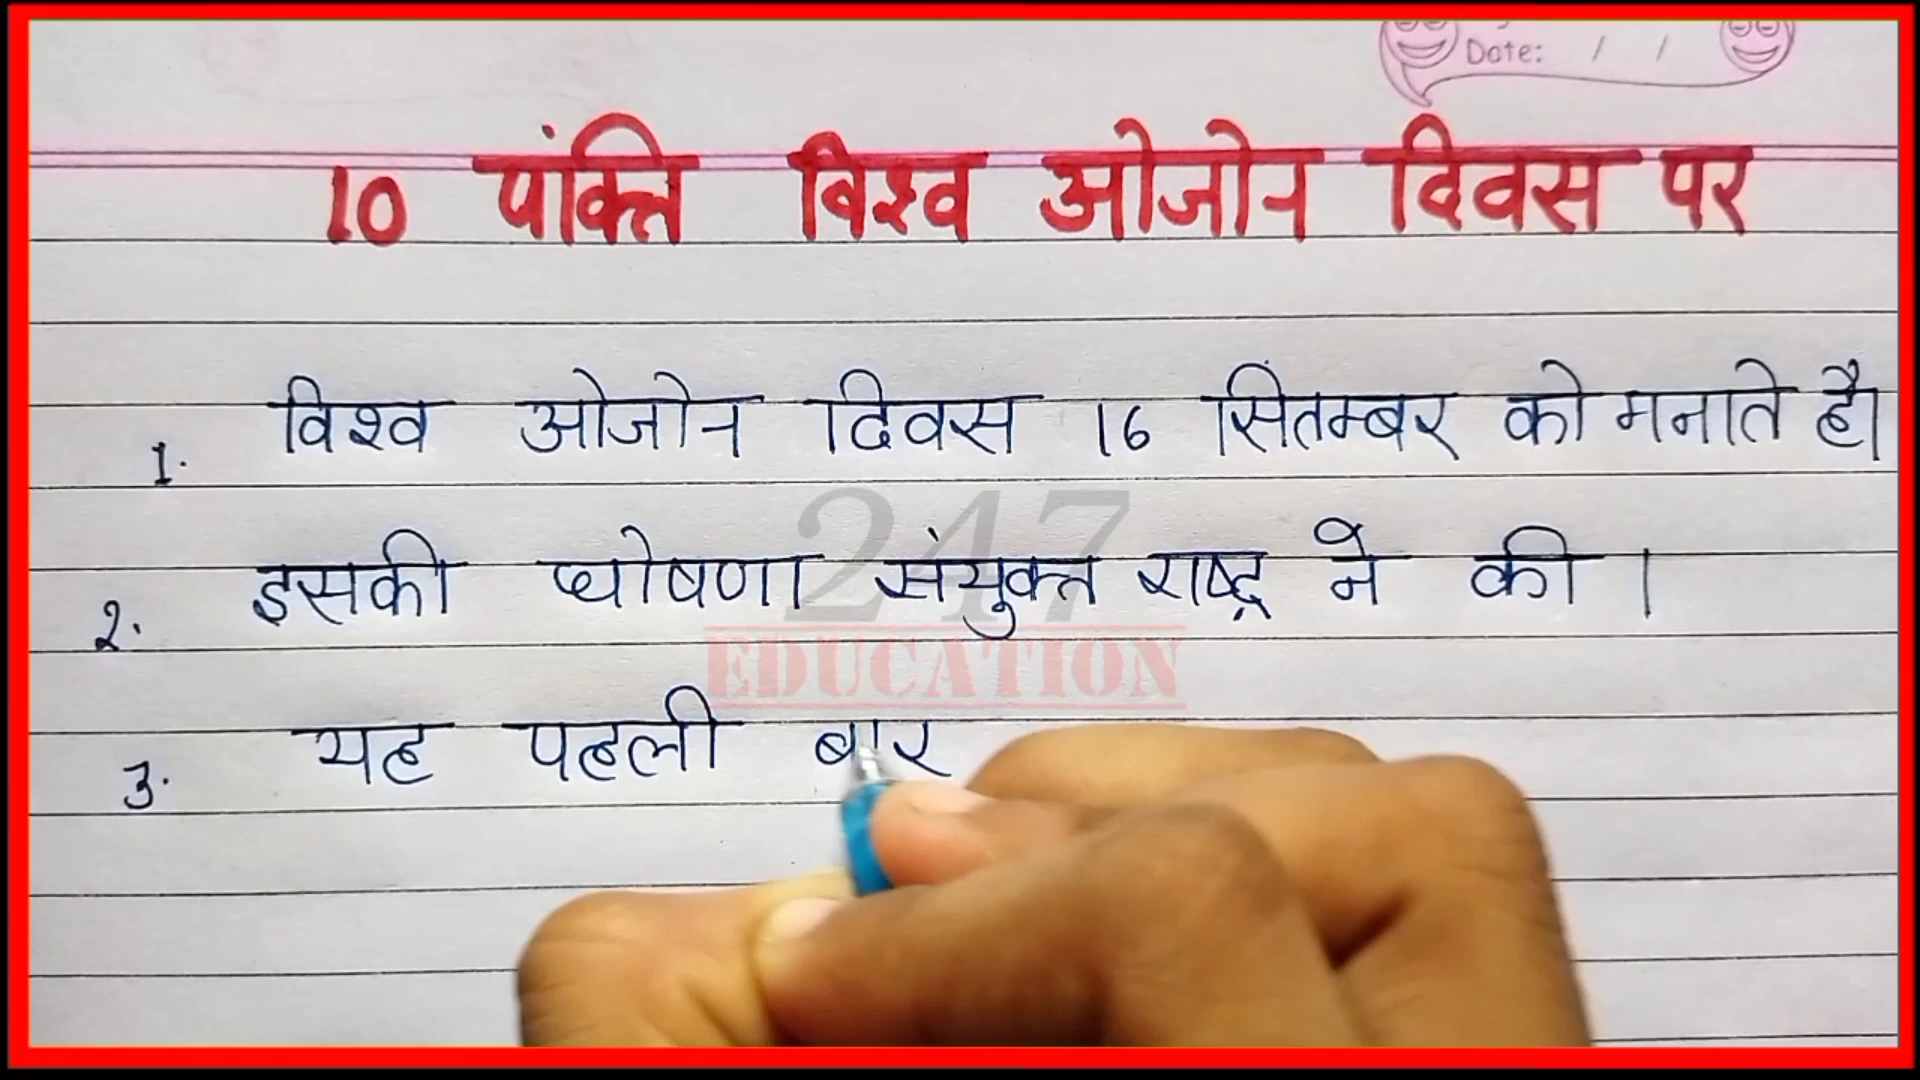 Date: / /
10 पंक्ति विश्व ओजोन दिवस पर
1. विश्व ओजोन दिवस 16 सितम्बर को मनाते है।
247
2. इसकी घोषणा संयुक्त राष्ट्र ने की ।
EDUCATION
3. यह पहली बार